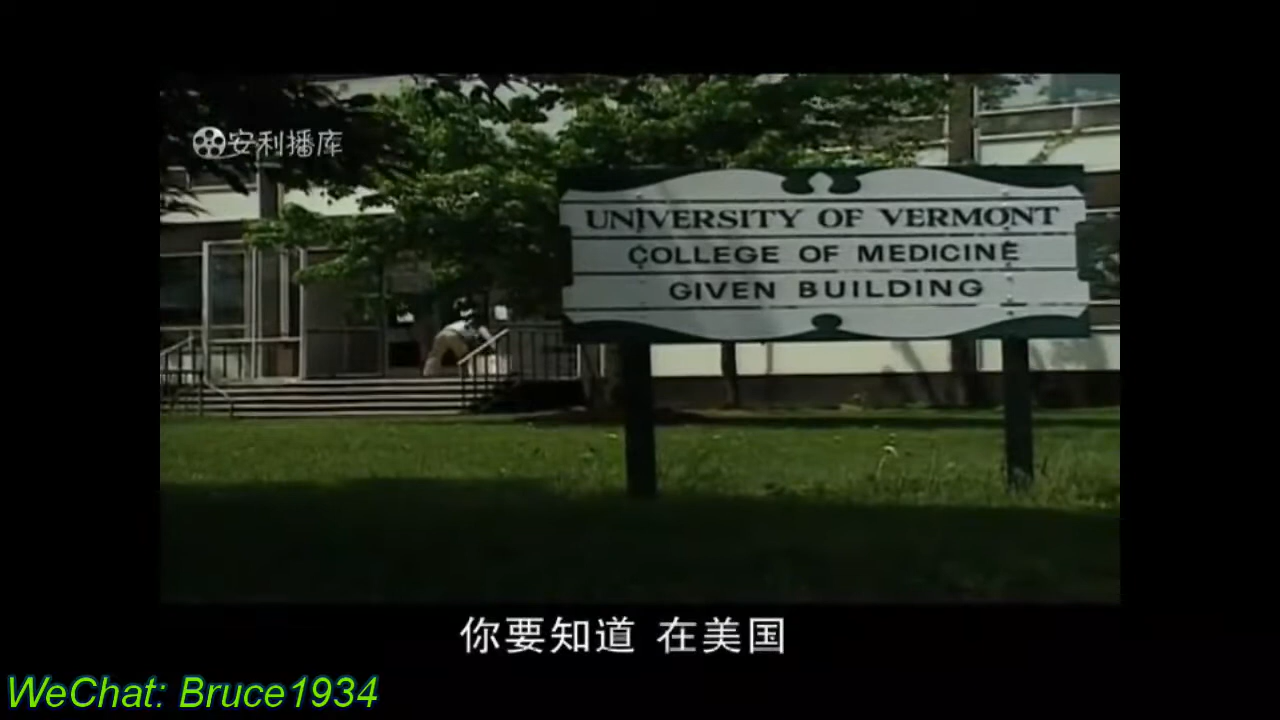 安利播库
UNIVERSITY OF VERMONT
COLLEGE OF MEDICINE
GIVEN BUILDING
你要知道 在美国
WeChat: Bruce1934